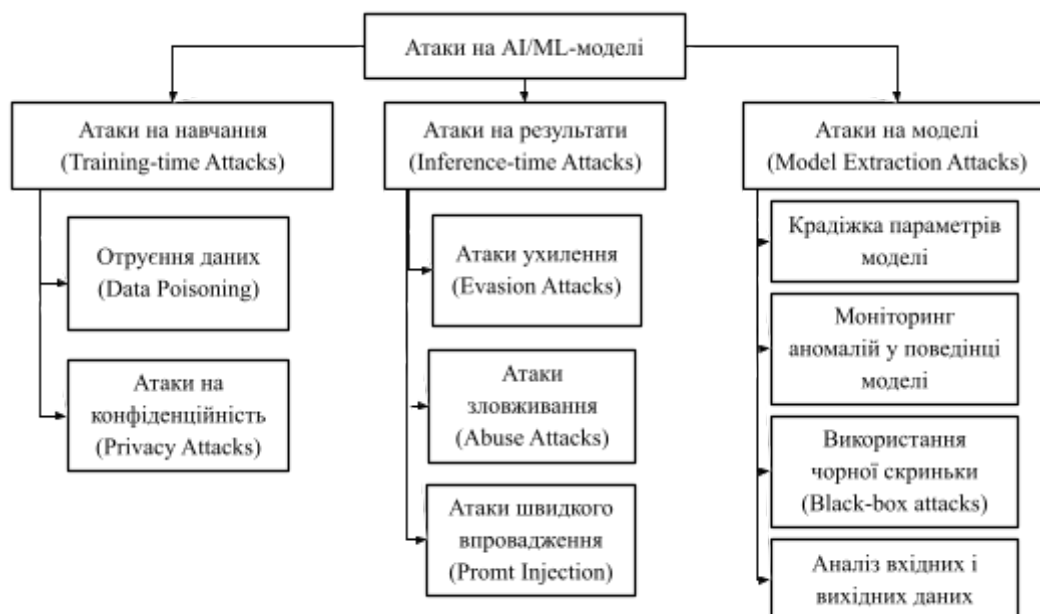 Атаки на AI/ML-моделі
Атаки на навчання
(Training-time Attacks)
Отруєння даних
(Data Poisoning)
Атаки на
конфіденційність
(Privacy Attacks)
Атаки на результати
(Inference-time Attacks)
Атаки ухилення
(Evasion Attacks)
Атаки
зловживання
(Abuse Attacks)
Атаки швидкого
впровадження
(Promt Injection)
Атаки на моделі
(Model Extraction Attacks)
Крадіжка параметрів
моделі
Моніторинг
аномалій у поведінці
моделі
Використання
чорної скриньки
(Black-box attacks)
Аналіз вхідних і
вихідних даних